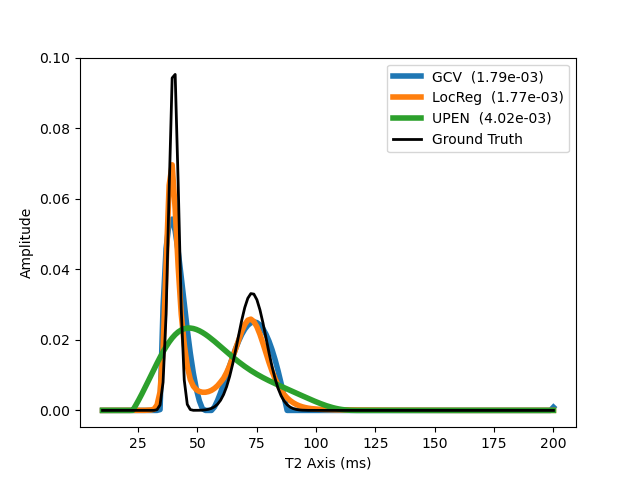 0.10
0.08
0.06
0.04
0.02
0.00
Amplitude
GCV (1.79e-03)
LocReg (1.77e-03)
UPEN (4.02e-03)
Ground Truth
25 50 75 100 125 150 175 200
T2 Axis (ms)